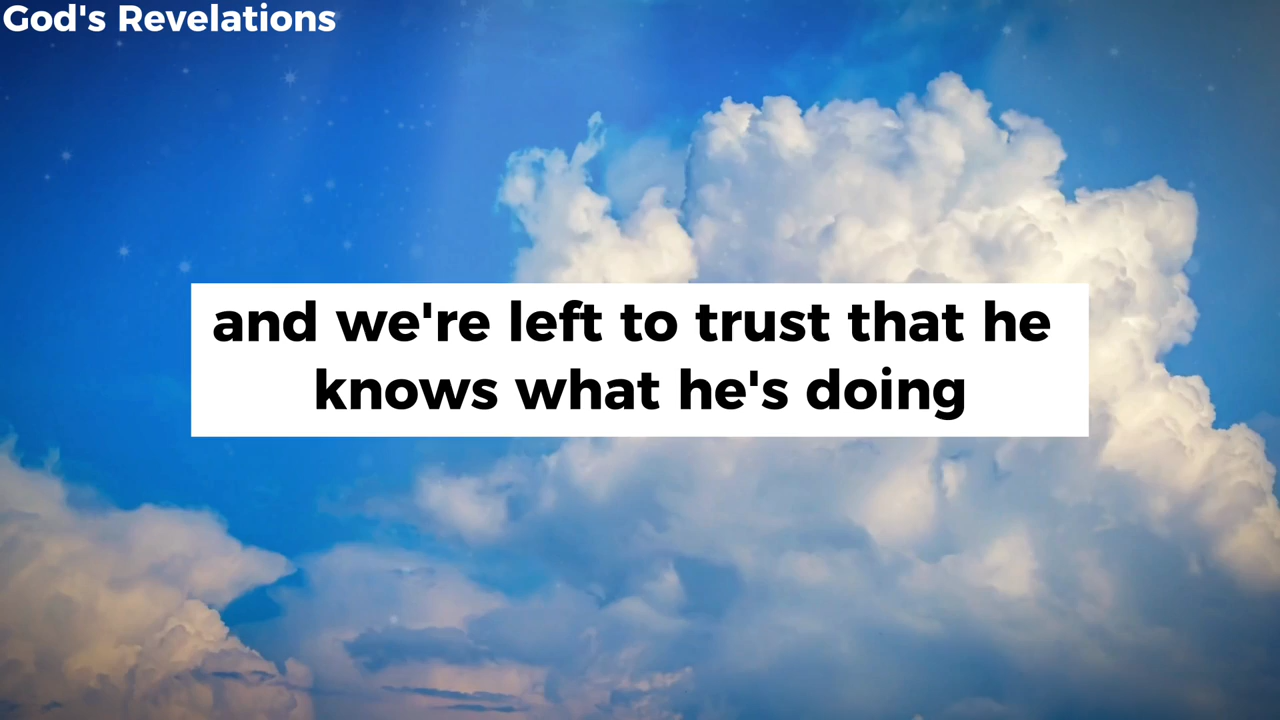 God's Revelations
and we're left to trust that he
knows what he's doing